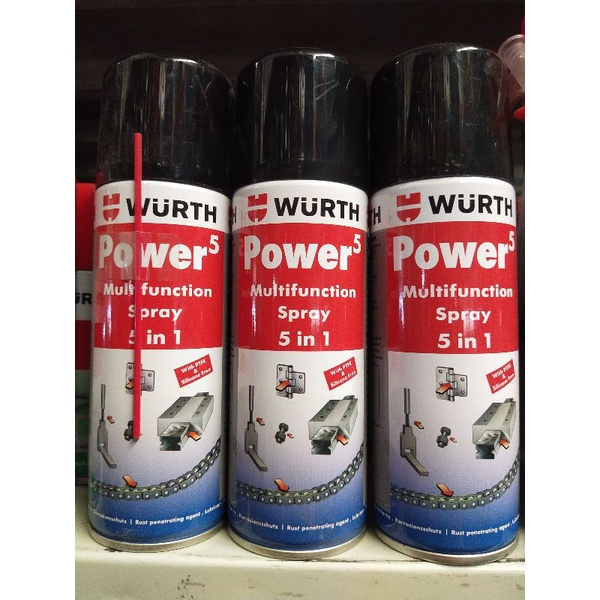 WÜRTH
Power5
Multifunction
Spray
5 in 1
With PTFE
&
Silicone Free
Korrosionsschutz | Rust penetrating agent
WÜRTH
Power5
Multifunction
Spray
5 in 1
With PTFE
&
Silicone Free
Korrosionsschutz | Rust penetrating agent
WÜRTH
Power5
Multifunction
Spray
5 in 1
With PTFE
&
Silicone Free
Korrosionsschutz | Rust penetrating agent